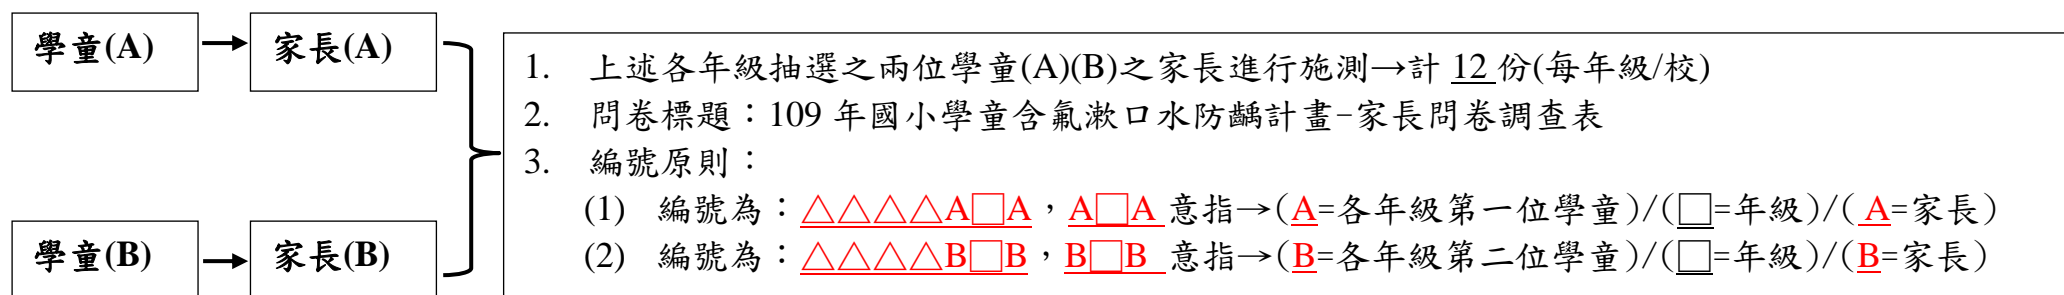 學童(A)
家長(A)
1. 上述各年級抽選之兩位學童(A)(B)之家長進行施測→計 12 份(每年級/校)
2. 問卷標題：109 年國小學童含氟漱口水防齲計畫-家長問卷調查表
3. 編號原則：
(1) 編號為：△△△△A□A，A□A 意指→(A=各年級第一位學童)/(□=年級)/( A=家長)
(2) 編號為：△△△△B□B，B□B 意指→(B=各年級第二位學童)/(□=年級)/(B=家長)
學童(B)
家長(B)